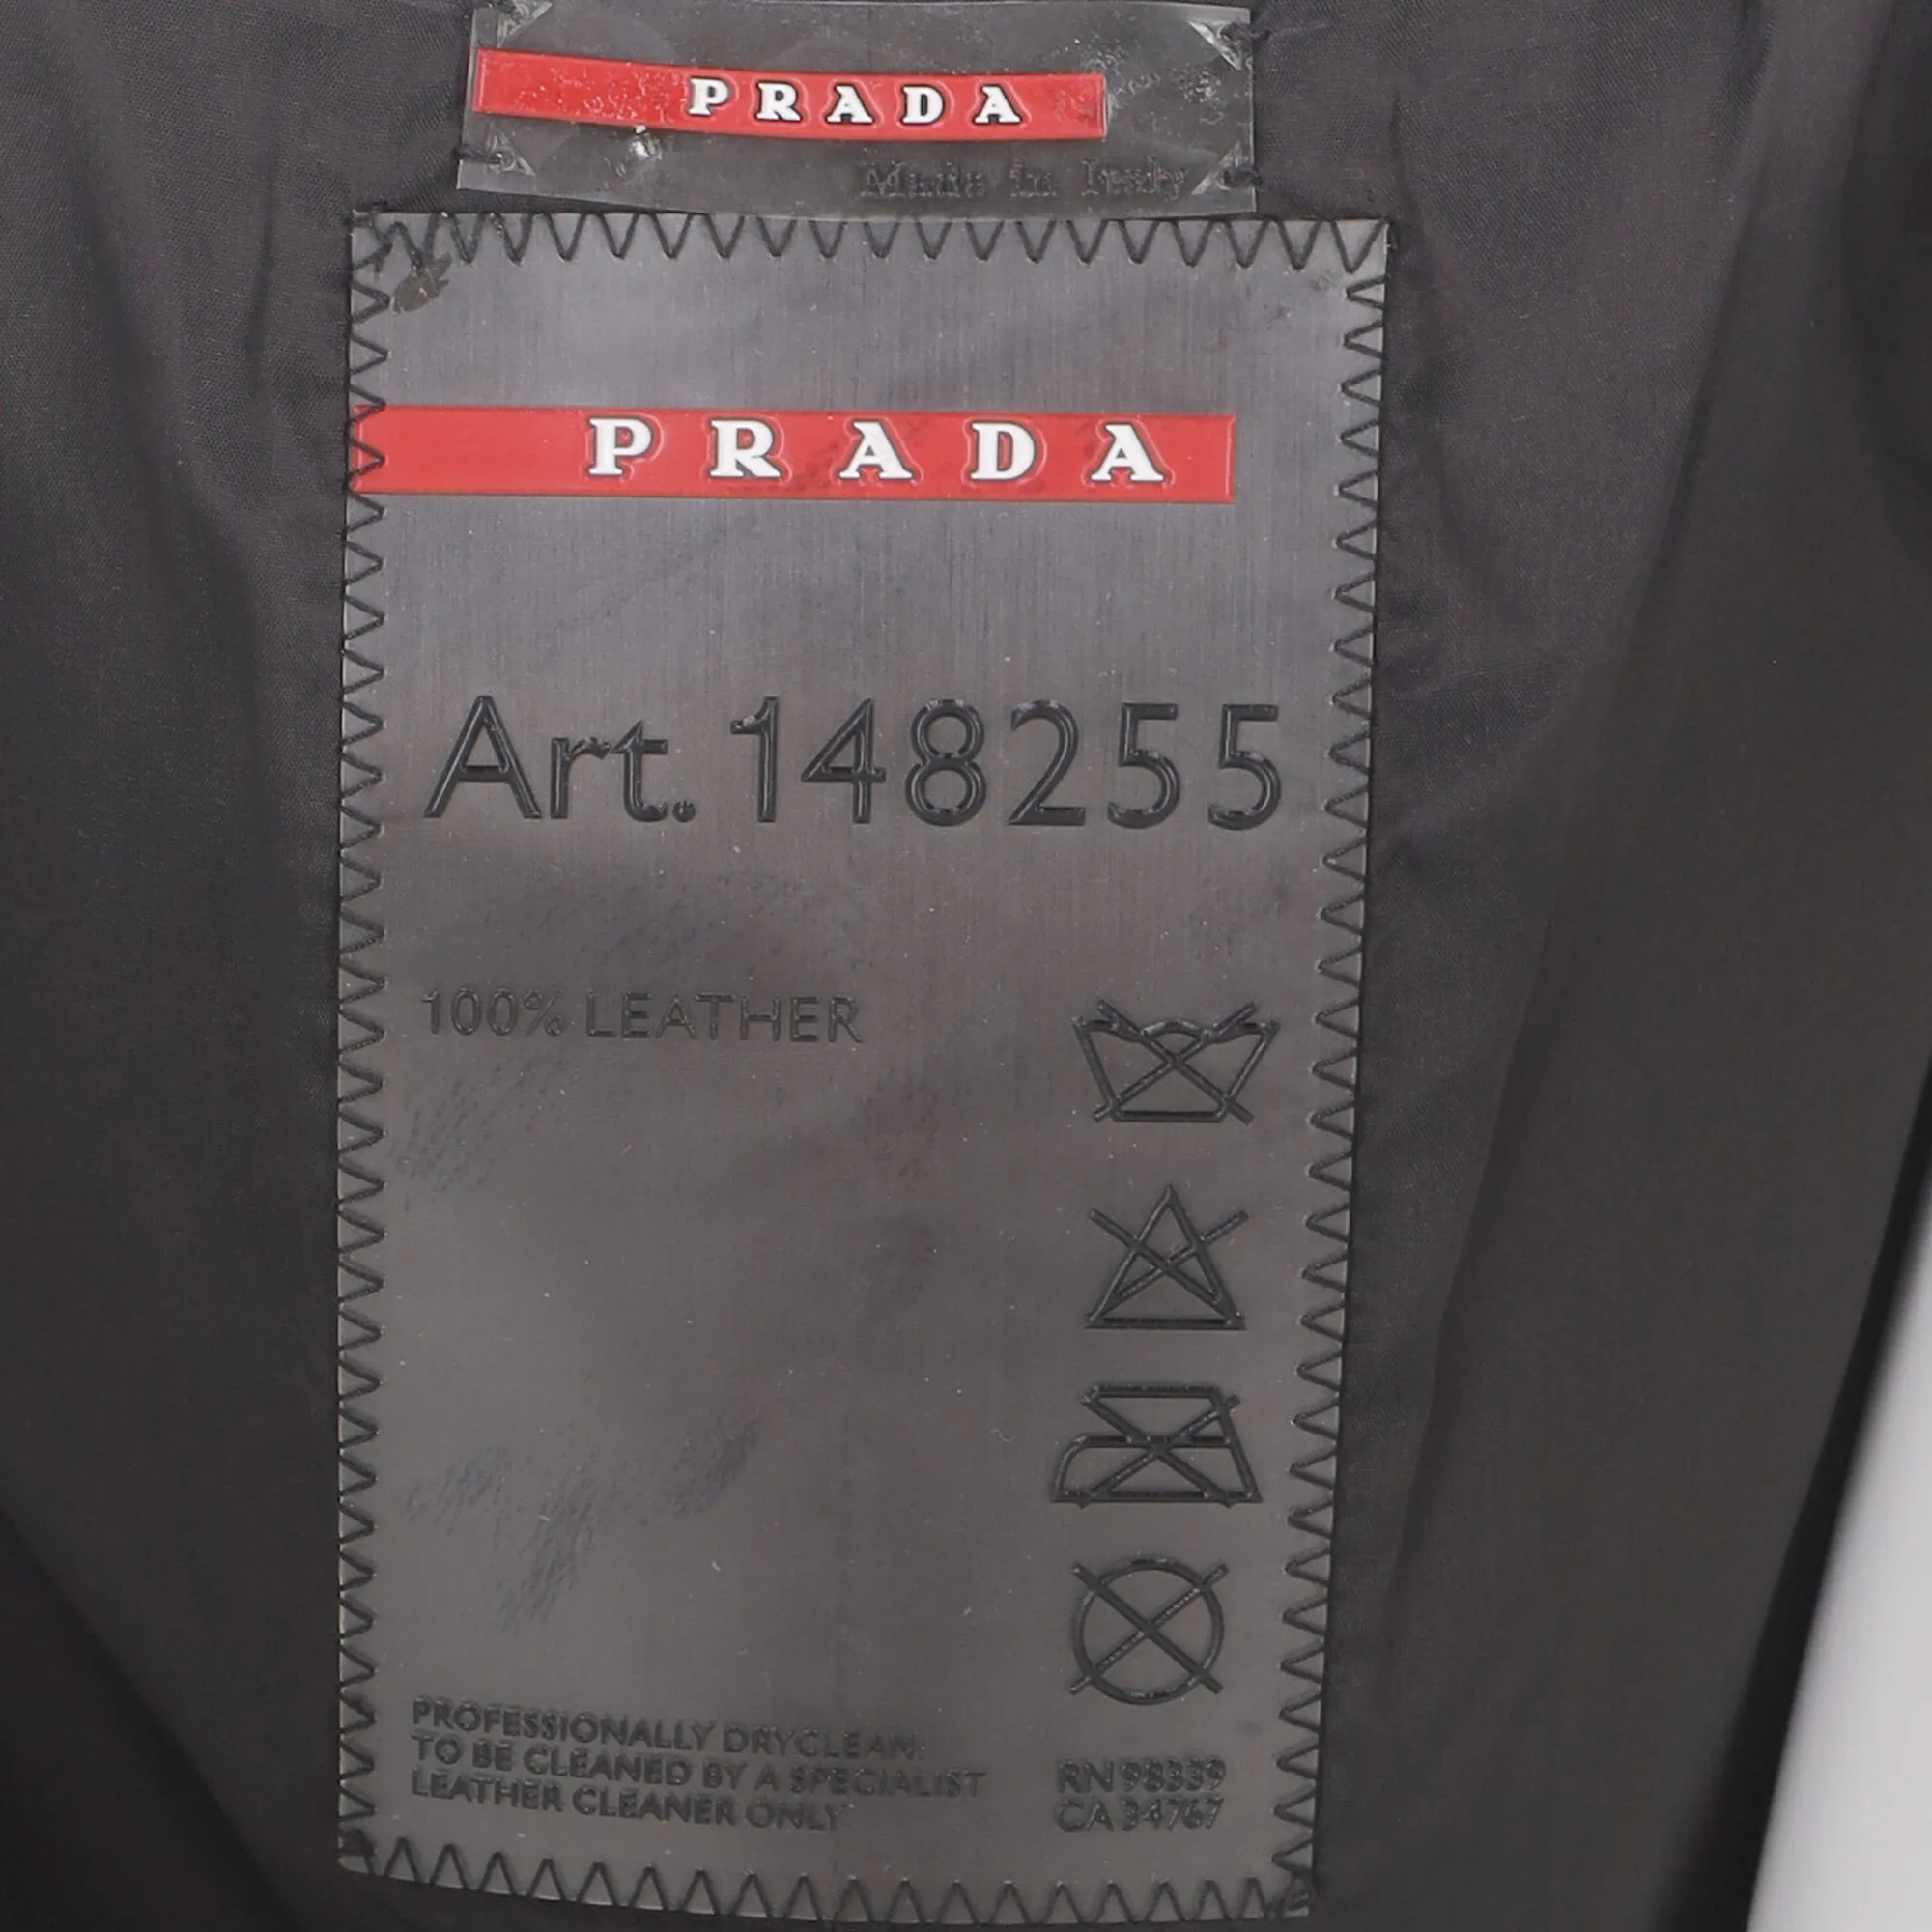 PRADA
Made in Italy
PRADA
Art. 148255
100% LEATHER
PROFESSIONALLY DRYCLEAN:
TO BE CLEANED BY A SPECIALIST
LEATHER CLEANER ONLY
RN 98339
CA 34767